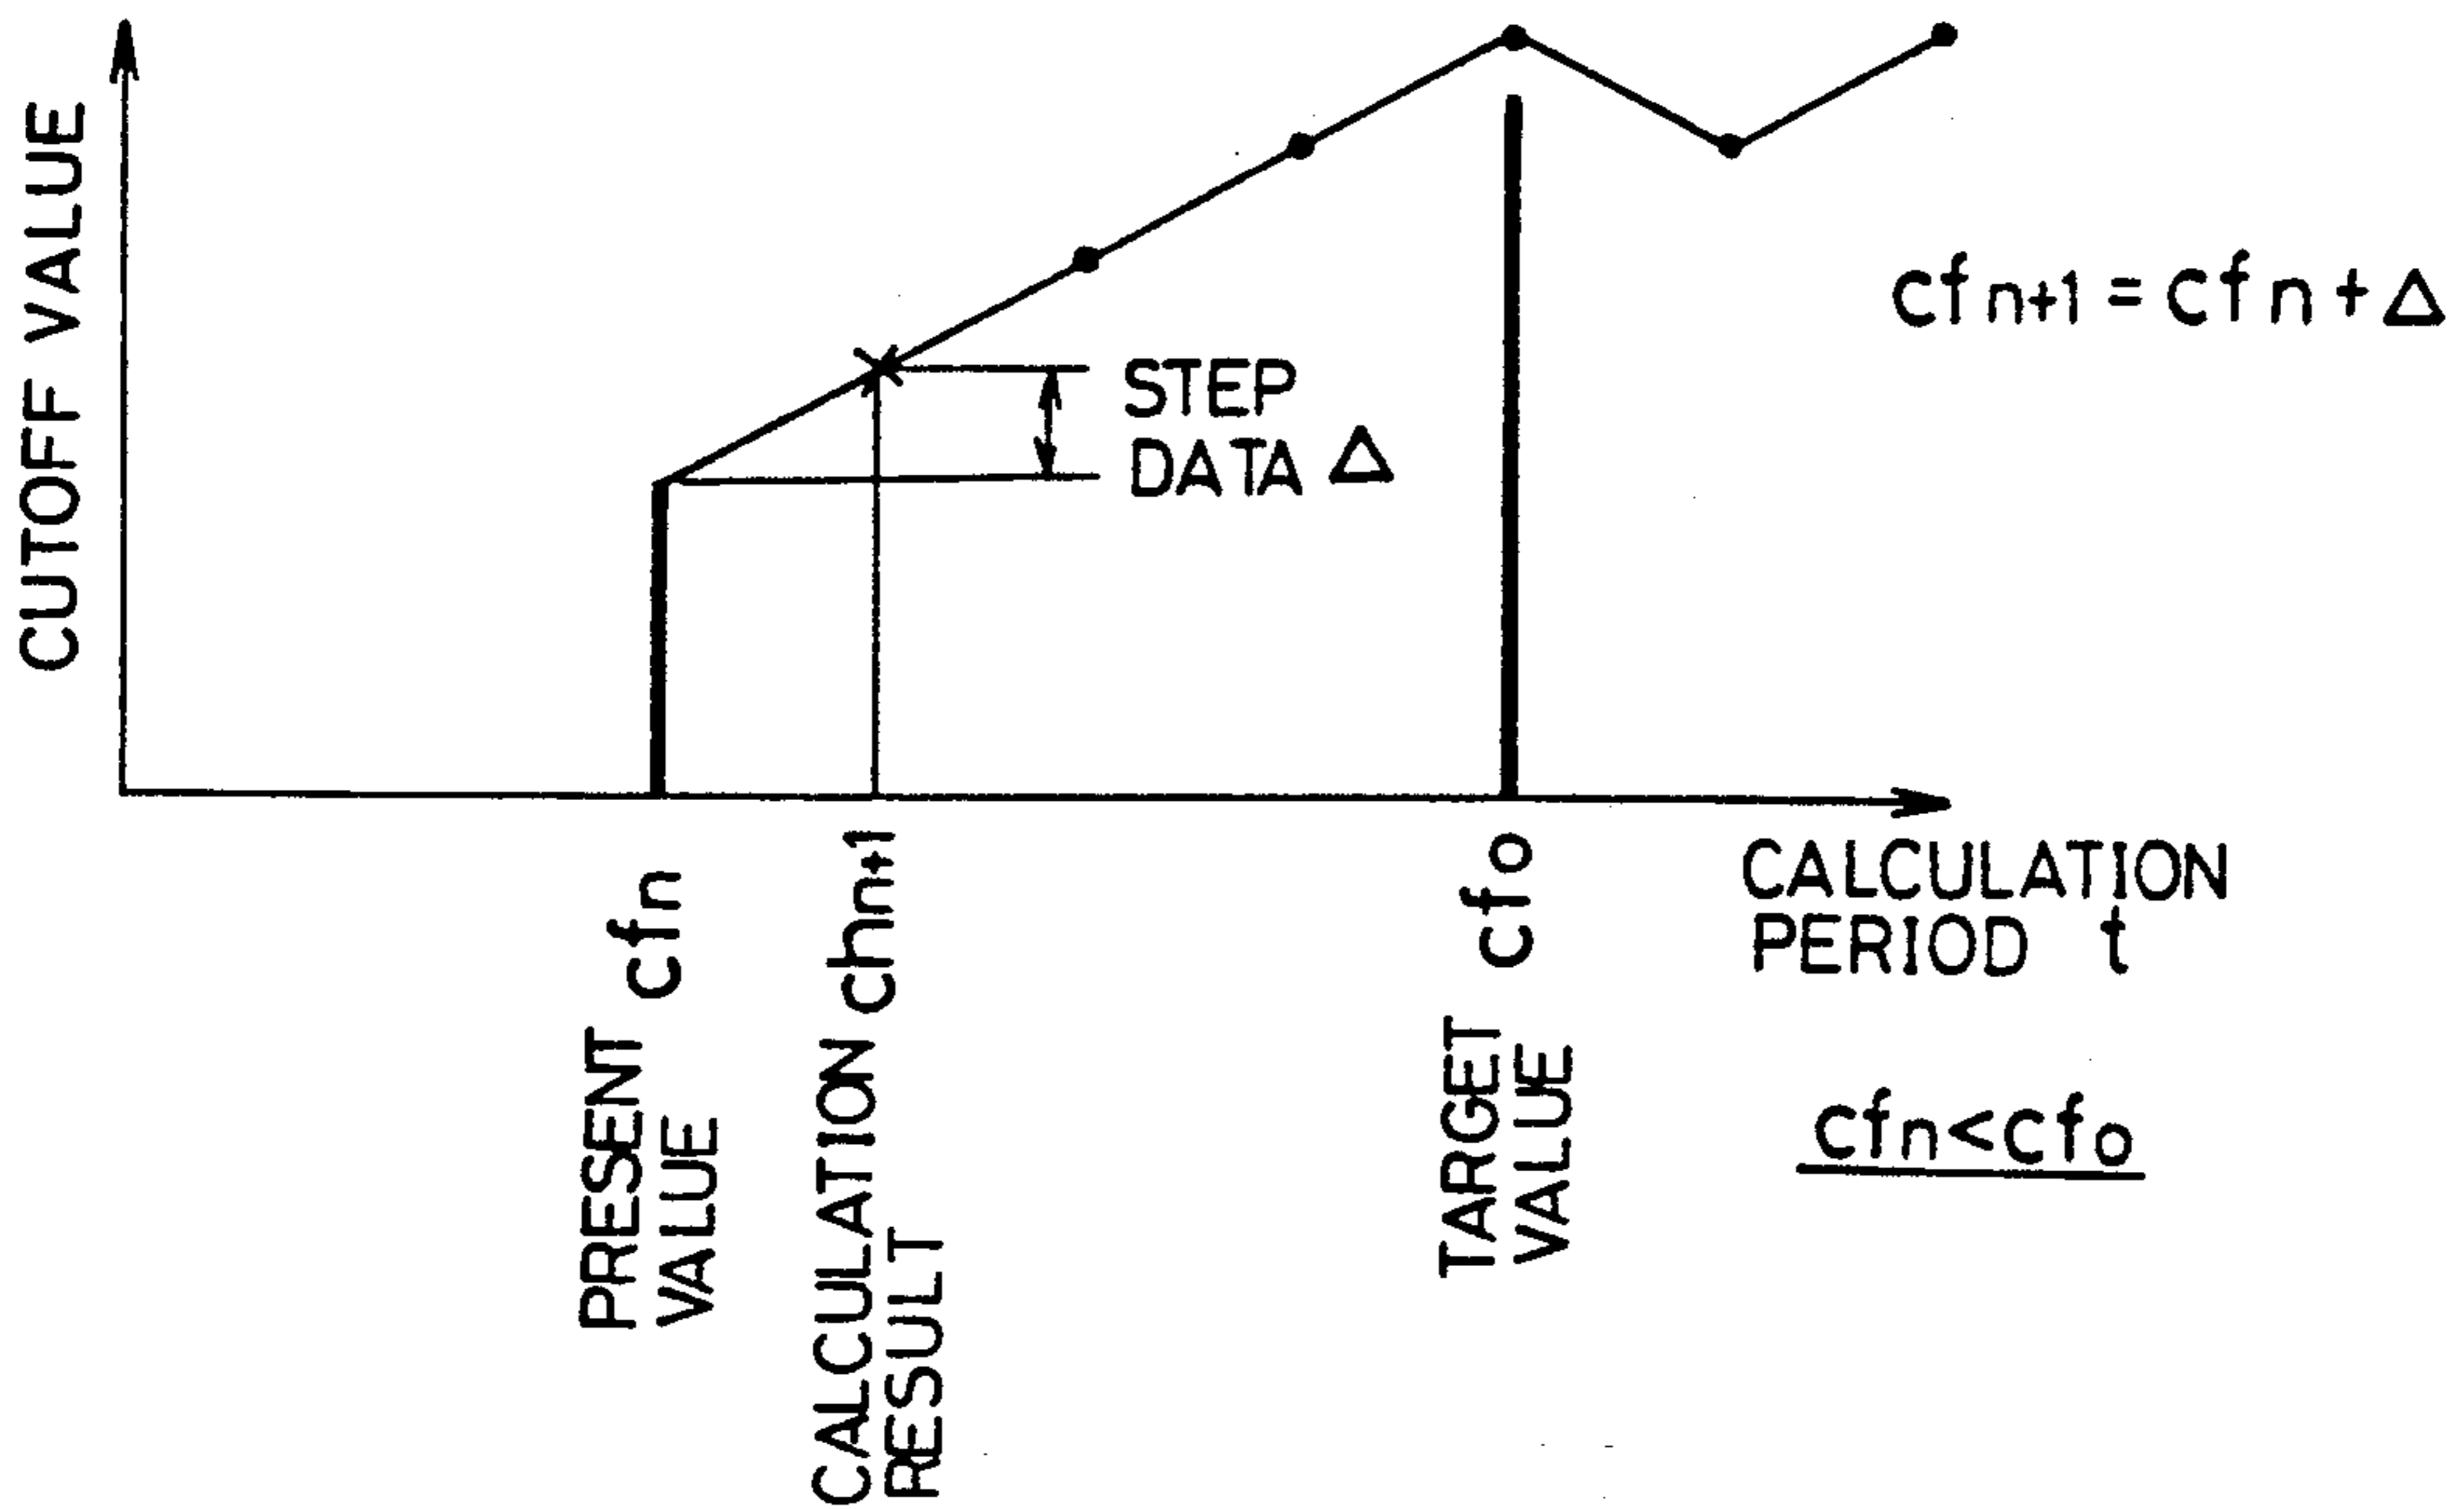 CUTOFF VALUE
cfn+1 = cfn + Δ
STEP
DATA Δ
PRESENT cfn
VALUE
CALCULATION chn+1
RESULT
TARGET cfo
VALUE
CALCULATION
PERIOD t
cfn<cfo